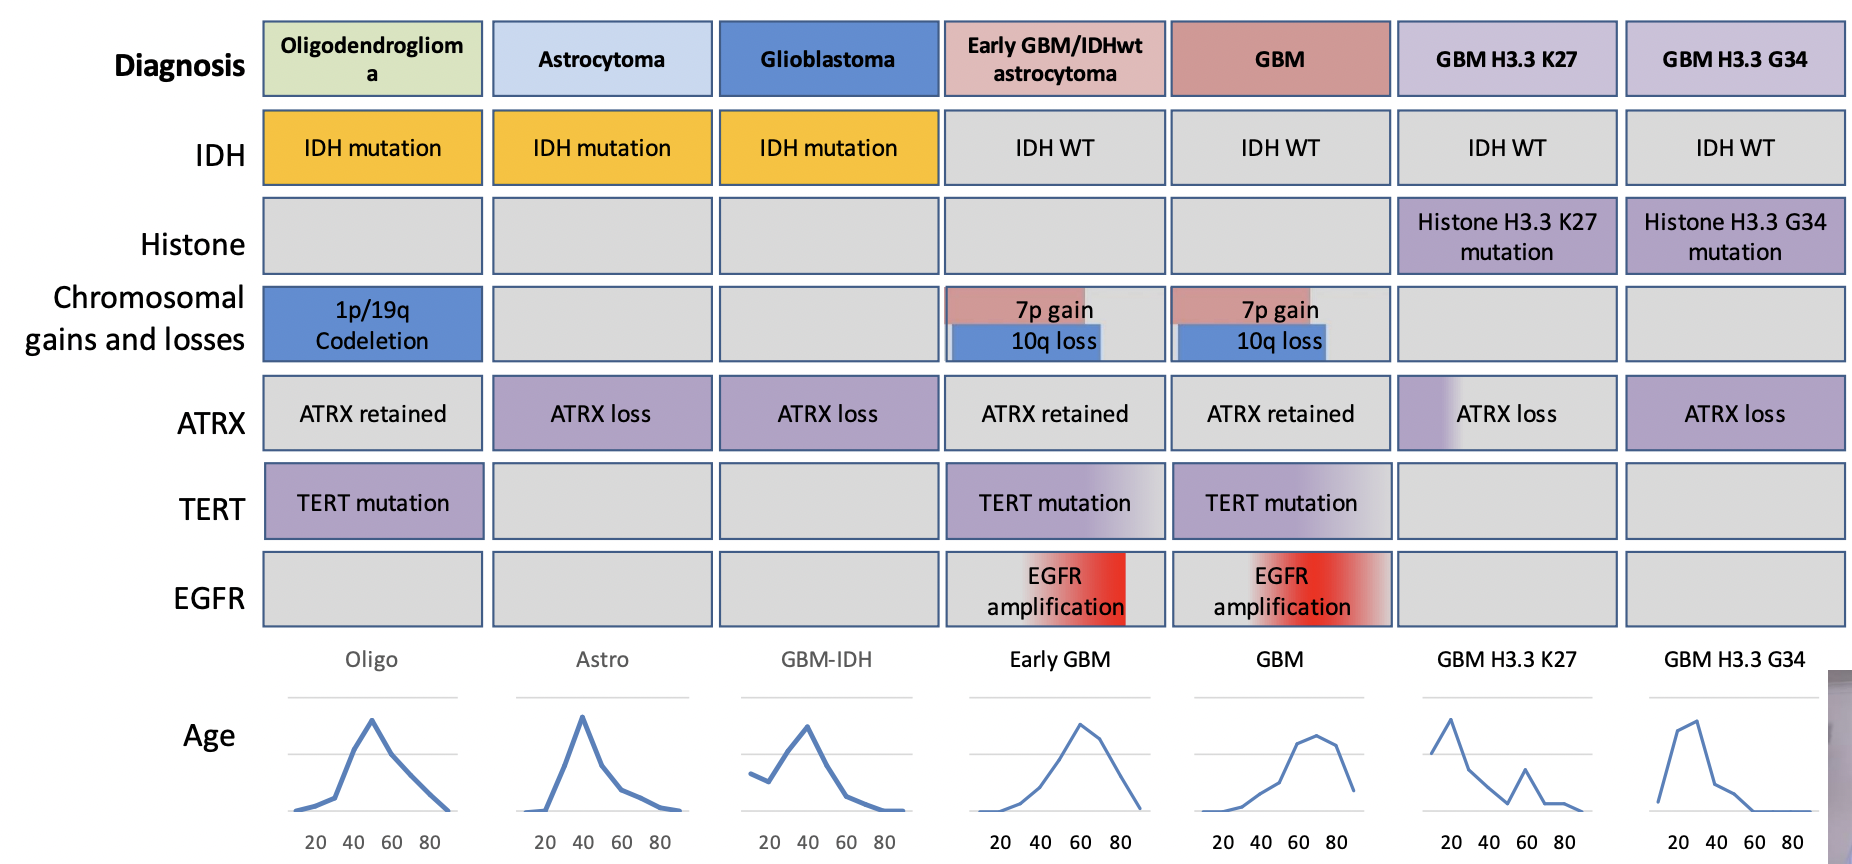 Diagnosis
Oligodendrogliom
a
Astrocytoma
Glioblastoma
Early GBM/IDHwt
astrocytoma
GBM
GBM H3.3 K27
GBM H3.3 G34
IDH
IDH mutation
IDH mutation
IDH mutation
IDH WT
IDH WT
IDH WT
IDH WT
Histone
Histone H3.3 K27
mutation
Histone H3.3 G34
mutation
Chromosomal
gains and losses
1p/19q
Codeletion
7p gain
10q loss
7p gain
10q loss
ATRX
ATRX retained
ATRX loss
ATRX loss
ATRX retained
ATRX retained
ATRX loss
ATRX loss
TERT
TERT mutation
TERT mutation
TERT mutation
EGFR
EGFR
amplification
EGFR
amplification
Oligo
Astro
GBM-IDH
Early GBM
GBM
GBM H3.3 K27
GBM H3.3 G34
Age
20 40 60 80
20 40 60 80
20 40 60 80
20 40 60 80
20 40 60 80
20 40 60 80
20 40 60 80